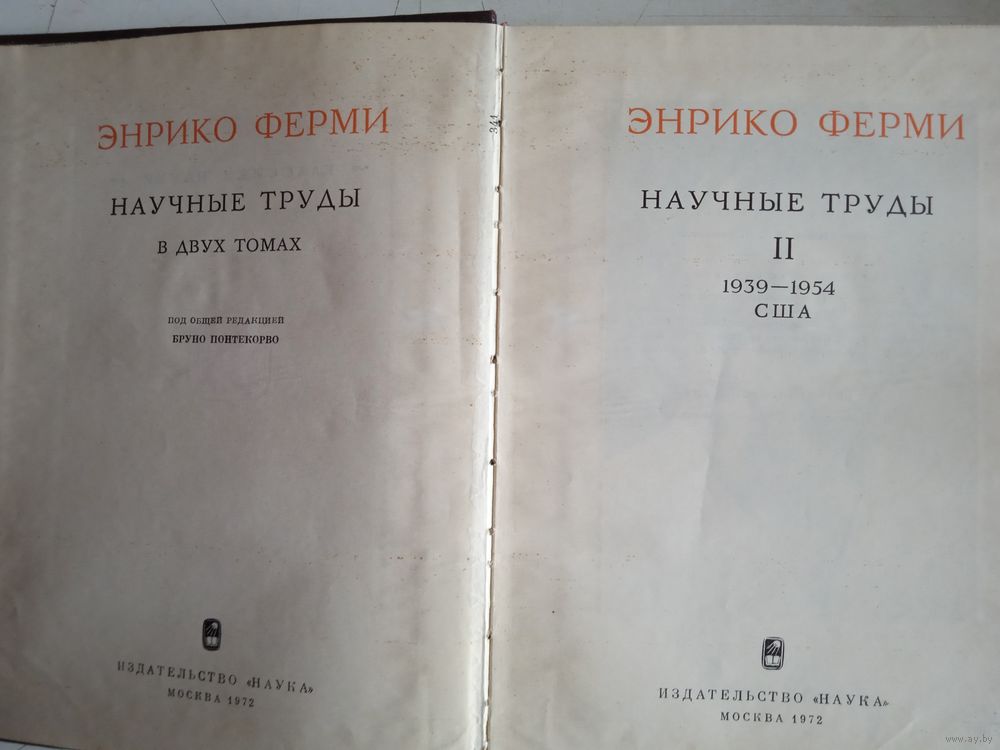 ЭНРИКО ФЕРМИ
НАУЧНЫЕ ТРУДЫ
В ДВУХ ТОМАХ
ПОД ОБЩЕЙ РЕДАКЦИЕЙ
БРУНО ПОНТЕКОРВО
ИЗДАТЕЛЬСТВО «НАУКА»
МОСКВА 1972
341
ЭНРИКО ФЕРМИ
НАУЧНЫЕ ТРУДЫ
II
1939—1954
США
ИЗДАТЕЛЬСТВО «НАУКА»
МОСКВА 1972
www.ay.by